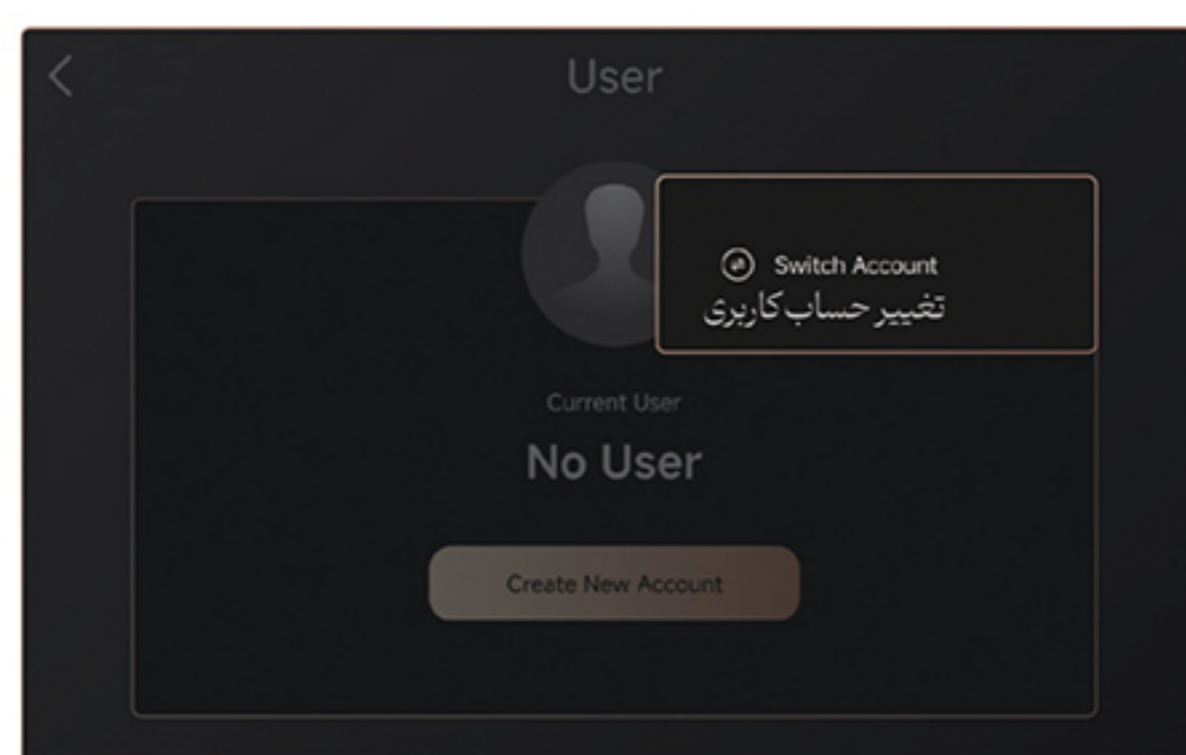 User
Switch Account
تغییر حساب کاربری
Current User
No User
Create New Account